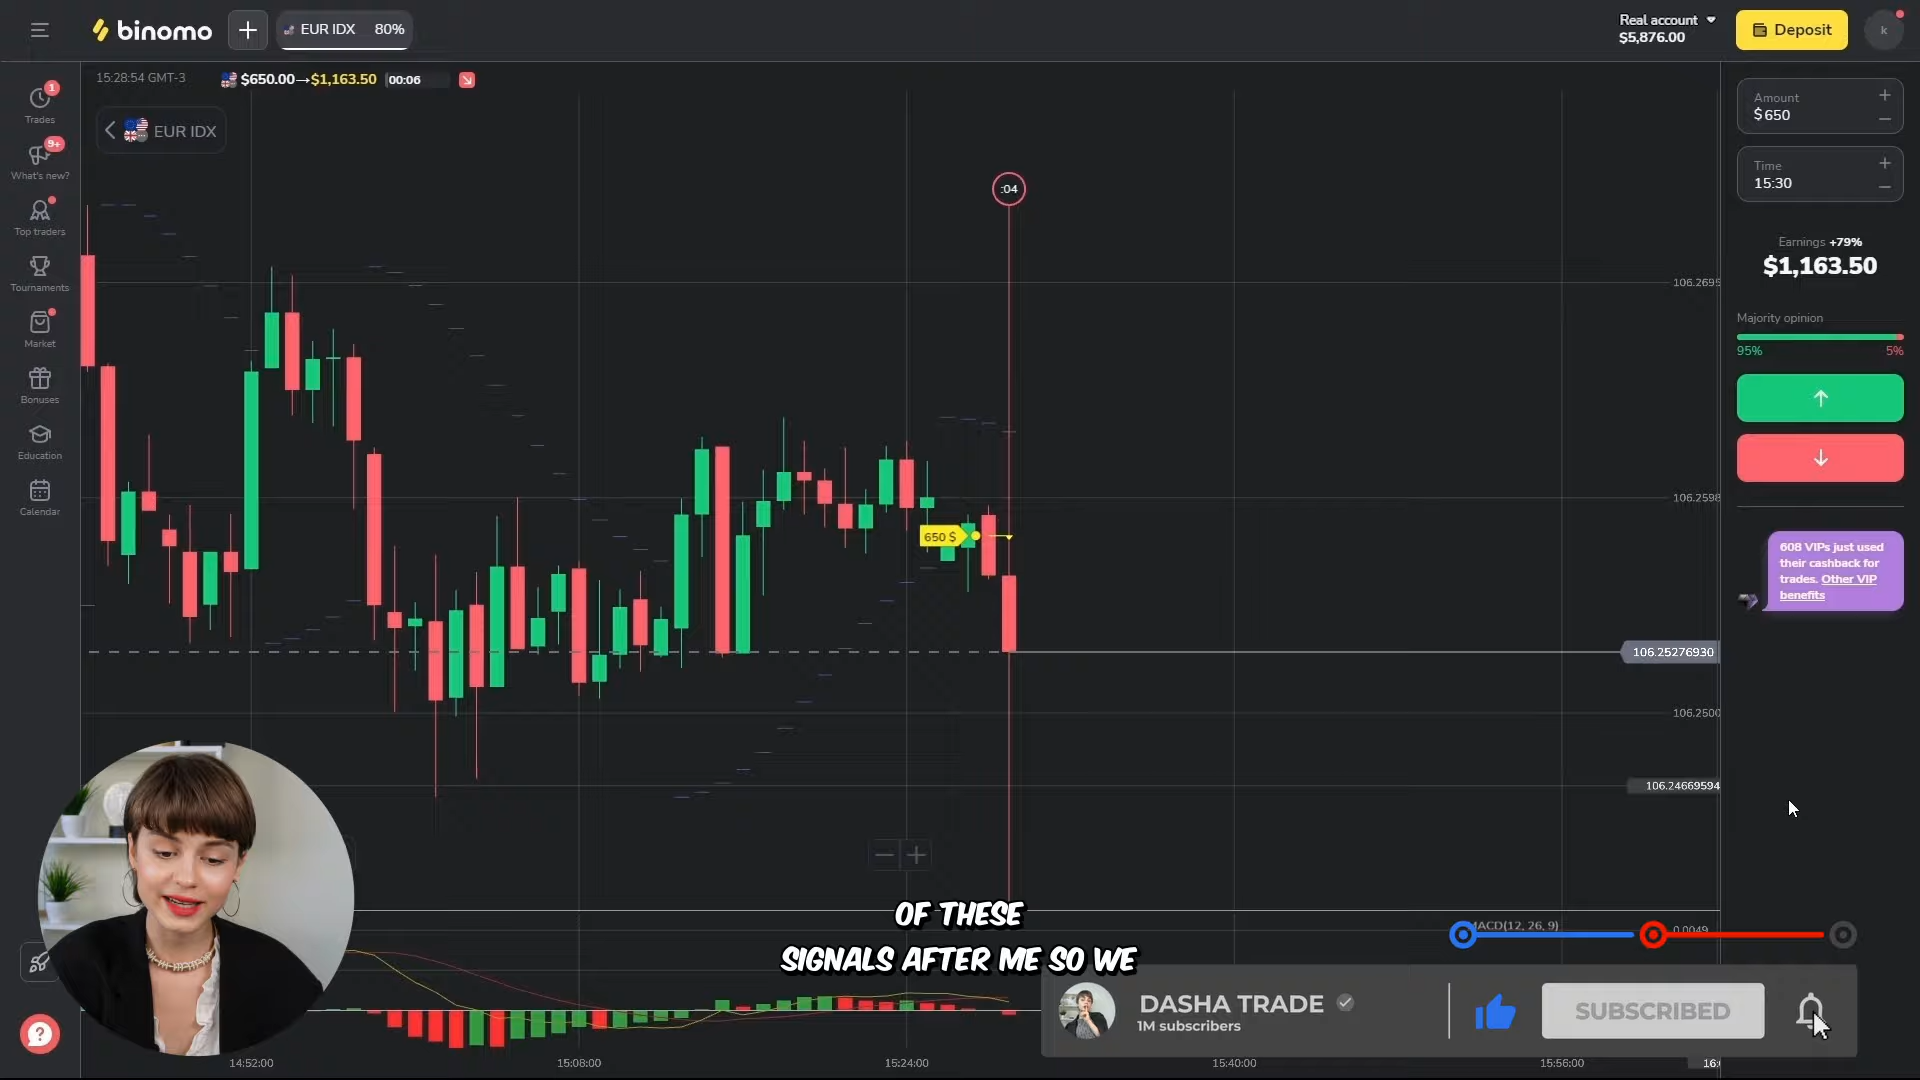 binomo
EUR IDX 80%
Real account
$5,876.00
Deposit
k
15:28:54 GMT-3
$650.00→$1,163.50 00:06
EUR IDX
1
Trades
9+
What's new?
Top traders
Tournaments
Market
Bonuses
Education
Calendar
?
:04
650 $
106.2695
106.2598
106.25276930
106.2500
106.24669594
Amount
$650
Time
15:30
Earnings +79%
$1,163.50
Majority opinion
95% 5%
608 VIPs just used
their cashback for
trades. Other VIP
benefits
MACD(12, 26, 9)
0.0049
OF THESE
SIGNALS AFTER ME SO WE
DASHA TRADE
1M subscribers
SUBSCRIBED
14:52:00 15:08:00 15:24:00 15:40:00 15:56:00 16: